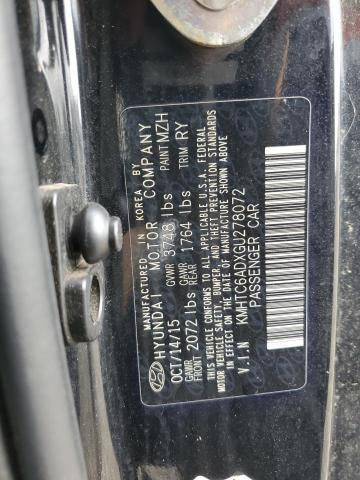 MANUFACTURED IN KOREA BY
HYUNDAI MOTOR COMPANY
OCT/14/15 GVWR 3748 lbs PAINT MZH
GAWR FRONT 2072 lbs GAWR REAR 1764 lbs TRIM RY
THIS VEHICLE CONFORMS TO ALL APPLICABLE U.S.A. FEDERAL
MOTOR VEHICLE SAFETY, BUMPER, AND THEFT PREVENTION STANDARDS
IN EFFECT ON THE DATE OF MANUFACTURE SHOWN ABOVE.
V.I.N KMHTC6ADXGU278072
PASSENGER CAR